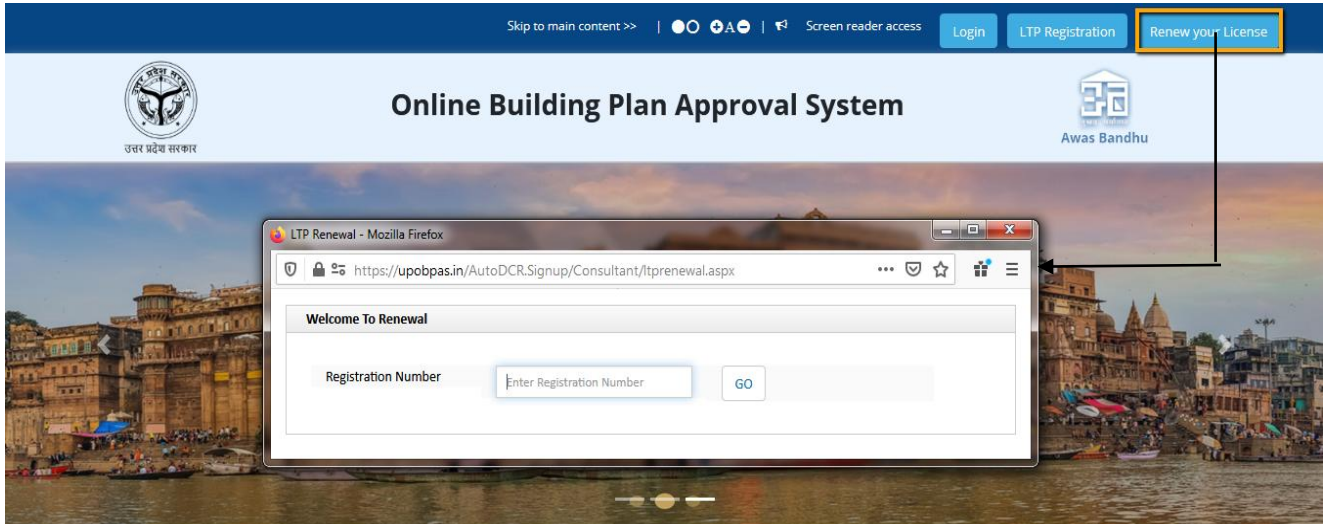 Skip to main content >> | A | Screen reader access Login LTP Registration Renew your License
उत्तर प्रदेश सरकार
Online Building Plan Approval System
Awas Bandhu
LTP Renewal - Mozilla Firefox
https://upobpas.in/AutoDCR.Signup/Consultant/ltprenewal.aspx
Welcome To Renewal
Registration Number Enter Registration Number GO